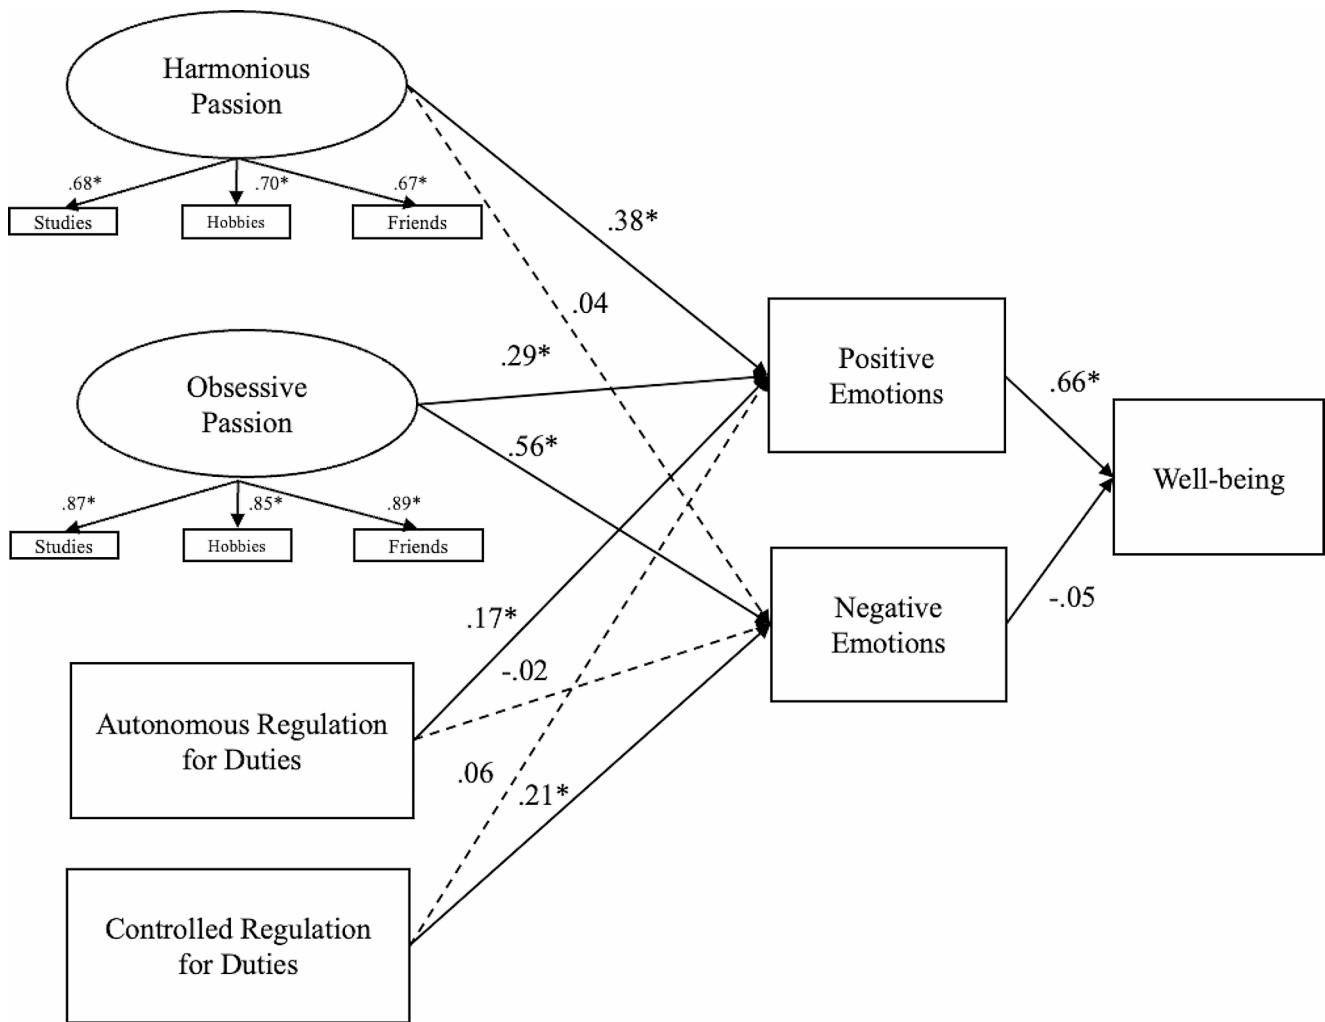 Harmonious
Passion
.68*
.70*
.67*
Studies
Hobbies
Friends
.38*
.04
Obsessive
Passion
.29*
.56*
.87*
.85*
.89*
Studies
Hobbies
Friends
Positive
Emotions
.66*
Well-being
Negative
Emotions
-.05
.17*
-.02
Autonomous Regulation
for Duties
.06
.21*
Controlled Regulation
for Duties